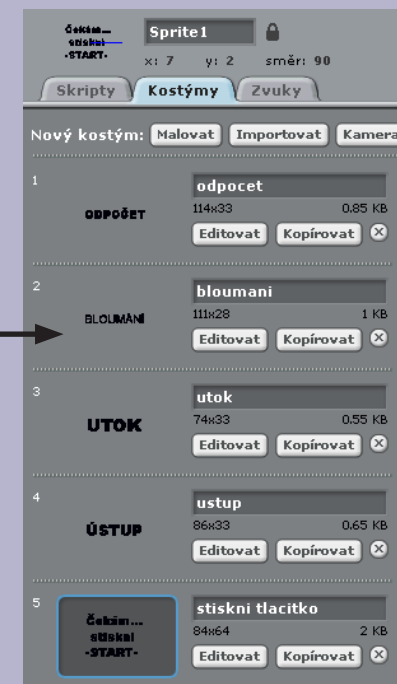 Čekám...
stiskni
-START-
Sprite1
x: 7 y: 2 směr: 90
Skripty Kostýmy Zvuky
Nový kostým: Malovat Importovat Kamera
1
ODPOČET
odpocet
114x33 0.85 KB
Editovat Kopírovat
2
BLOUMÁNÍ
bloumani
111x28 1 KB
Editovat Kopírovat
3
UTOK
utok
74x33 0.55 KB
Editovat Kopírovat
4
ÚSTUP
ustup
86x33 0.65 KB
Editovat Kopírovat
5
Čekám...
stiskni
-START-
stiskni tlacitko
84x64 2 KB
Editovat Kopírovat